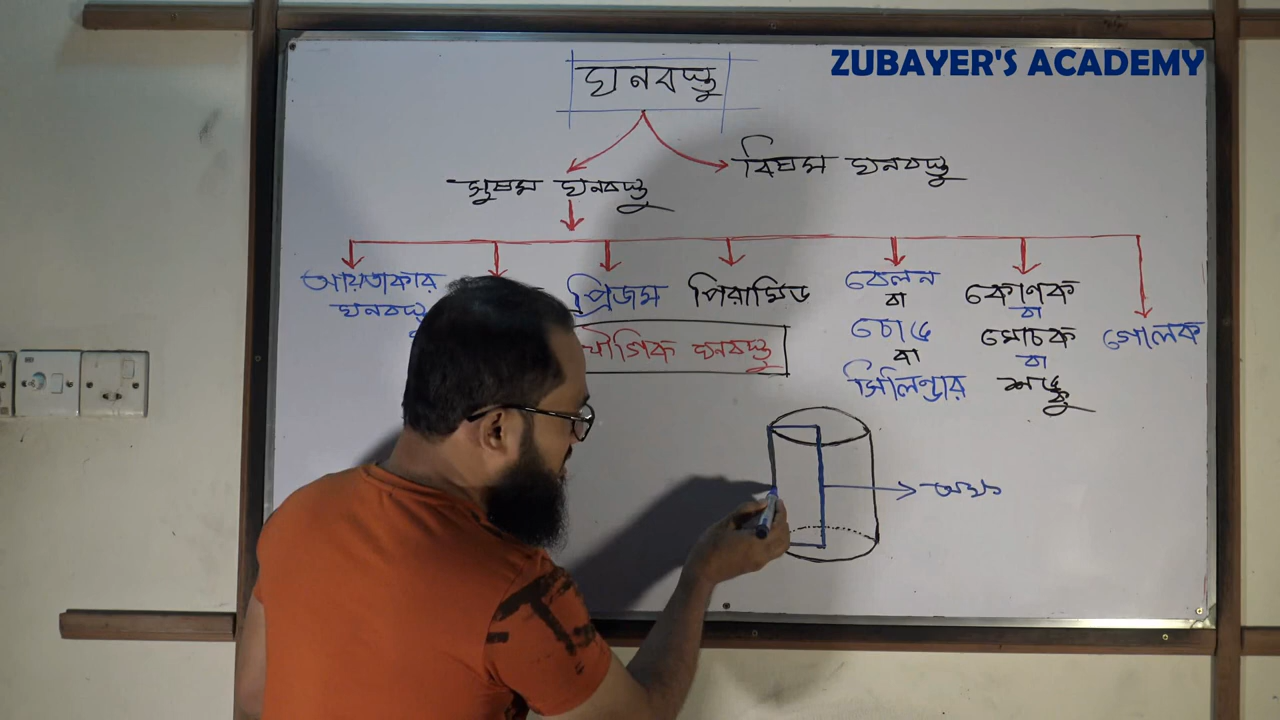 ZUBAYER'S ACADEMY
ঘনবস্তু
সুষম ঘনবস্তু
বিষম ঘনবস্তু
আয়তাকার
ঘনবস্তু
প্রিজম
পিরামিড
যৌগিক ঘনবস্তু
বেলন
বা
চোঙ
বা
সিলিন্ডার
কোণক
বা
মোচক
বা
শঙ্কু
গোলক
অক্ষ